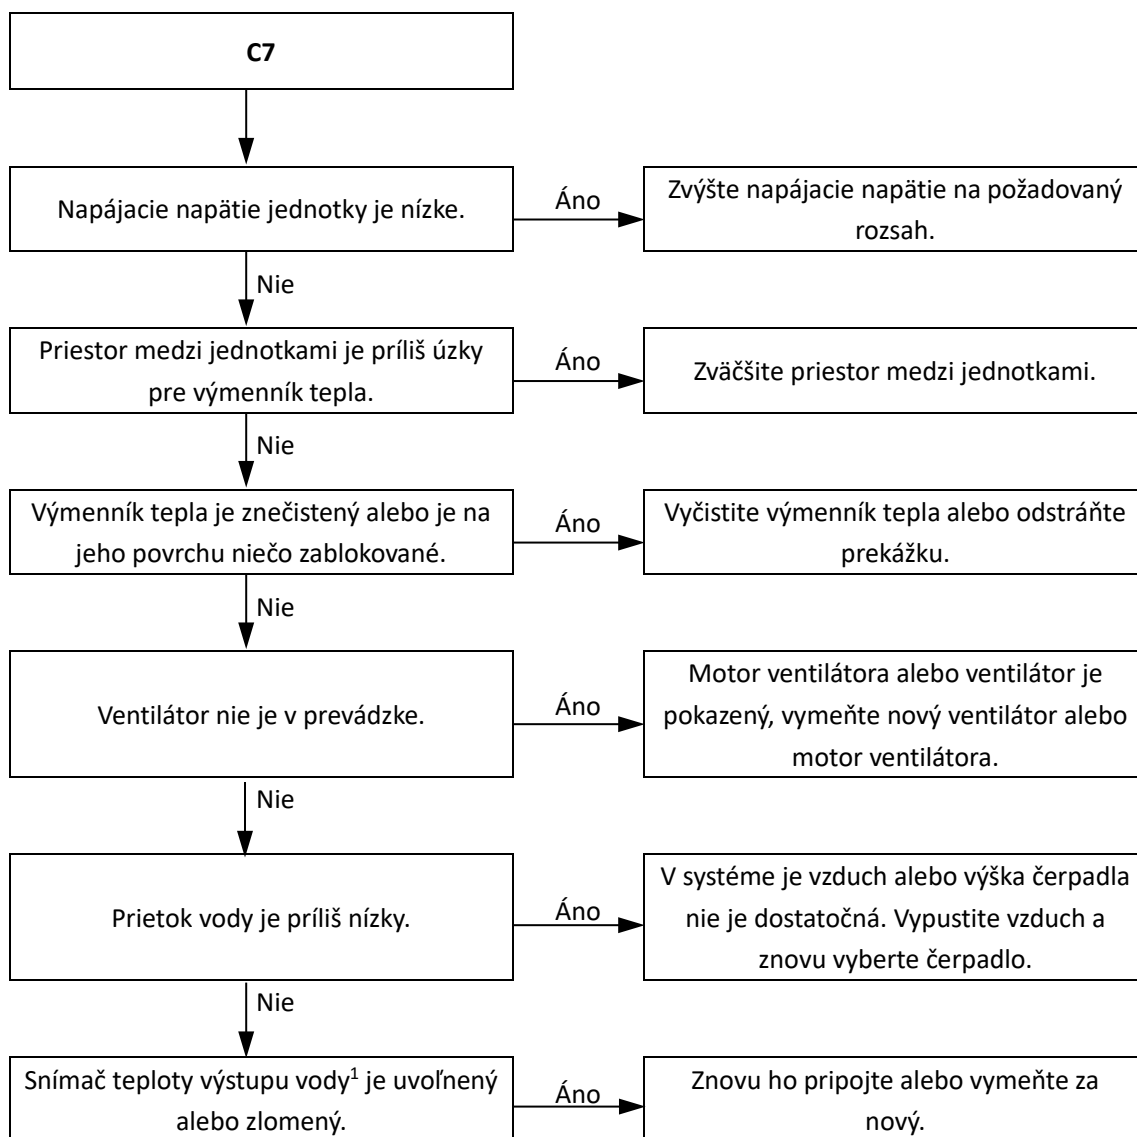 C7
Napájacie napätie jednotky je nízke.
Áno
Zvýšte napájacie napätie na požadovaný
rozsah.
Nie
Priestor medzi jednotkami je príliš úzky
pre výmenník tepla.
Áno
Zväčšite priestor medzi jednotkami.
Nie
Výmenník tepla je znečistený alebo je na
jeho povrchu niečo zablokované.
Áno
Vyčistite výmenník tepla alebo odstráňte
prekážku.
Nie
Ventilátor nie je v prevádzke.
Áno
Motor ventilátora alebo ventilátor je
pokazený, vymeňte nový ventilátor alebo
motor ventilátora.
Nie
Prietok vody je príliš nízky.
Áno
V systéme je vzduch alebo výška čerpadla
nie je dostatočná. Vypustite vzduch a
znovu vyberte čerpadlo.
Nie
Snímač teploty výstupu vody¹ je uvoľnený
alebo zlomený.
Áno
Znovu ho pripojte alebo vymeňte za
nový.